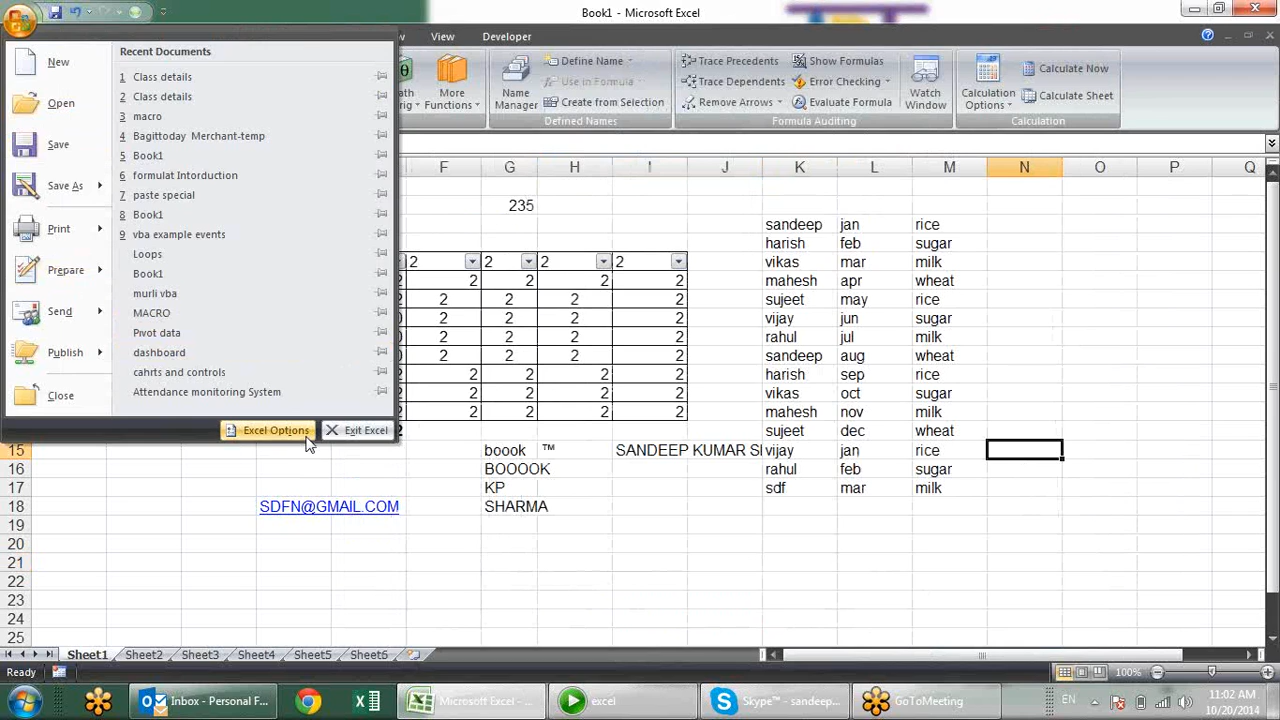 Book1 - Microsoft Excel
View Developer
Recent Documents
New
Open
Save
Save As
Print
Prepare
Send
Publish
Close
1 Class details
2 Class details
3 macro
4 Bagittoday Merchant-temp
5 Book1
6 formulat Intorduction
7 paste special
8 Book1
9 vba example events
Loops
Book1
murli vba
MACRO
Pivot data
dashboard
cahrts and controls
Attendance monitoring System
Excel Options Exit Excel
More Functions
Name Manager
Define Name
Use in Formula
Create from Selection
Defined Names
Trace Precedents
Trace Dependents
Remove Arrows
Show Formulas
Error Checking
Evaluate Formula
Formula Auditing
Watch Window
Calculation Options
Calculate Now
Calculate Sheet
Calculation
F G H I J K L M N O P Q
235
sandeep jan rice
harish feb sugar
2 2 2 2 vikas mar milk
2 2 2 mahesh apr wheat
2 2 2 2 sujeet may rice
2 2 2 2 vijay jun sugar
2 2 2 2 rahul jul milk
2 2 2 2 sandeep aug wheat
2 2 2 2 harish sep rice
2 2 2 2 vikas oct sugar
2 2 2 2 mahesh nov milk
sujeet dec wheat
15 boook ™ SANDEEP KUMAR S vijay jan rice
16 BOOOOK rahul feb sugar
17 KP sdf mar milk
18 SDFN@GMAIL.COM SHARMA
19
20
21
22
23
24
25
Sheet1 Sheet2 Sheet3 Sheet4 Sheet5 Sheet6
Ready 100%
Inbox - Personal F...
Microsoft Excel - ...
excel
Skype™ - sandeep...
GoToMeeting
EN
11:02 AM
10/20/2014